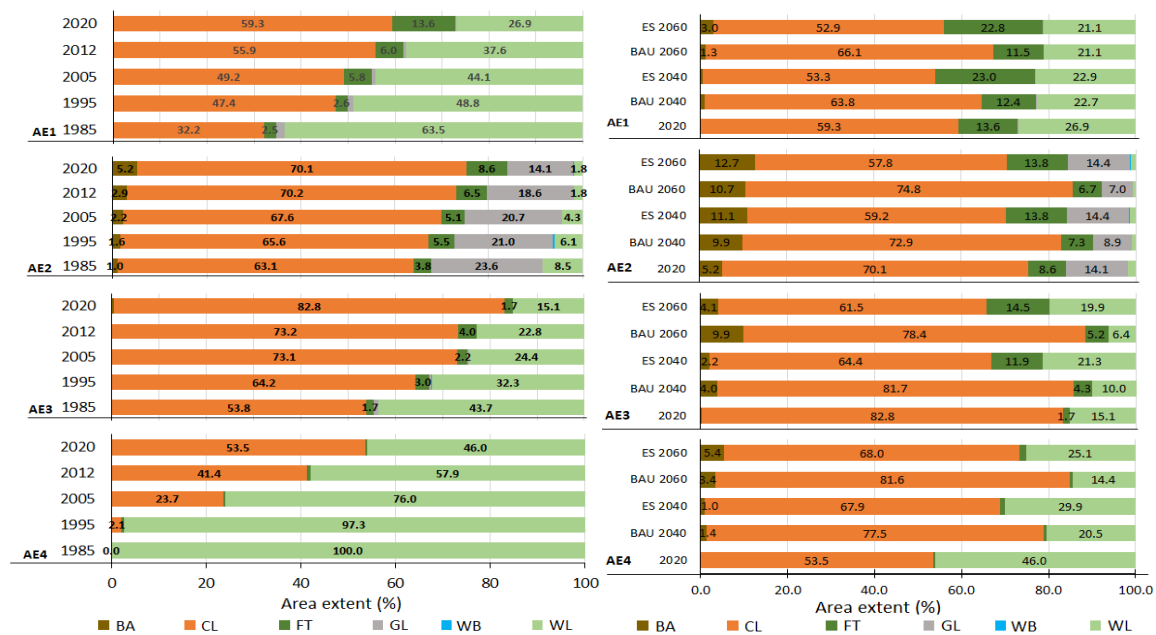 2020 59.3 13.6 26.9
2012 55.9 6.0 37.6
2005 49.2 5.8 44.1
1995 47.4 2.6 48.8
AE1 1985 32.2 2.5 63.5
2020 5.2 70.1 8.6 14.1 1.8
2012 2.9 70.2 6.5 18.6 1.8
2005 2.2 67.6 5.1 20.7 4.3
1995 1.6 65.6 5.5 21.0 6.1
AE2 1985 1.0 63.1 3.8 23.6 8.5
2020 82.8 1.7 15.1
2012 73.2 4.0 22.8
2005 73.1 2.2 24.4
1995 64.2 3.0 32.3
AE3 1985 53.8 1.7 43.7
2020 53.5 46.0
2012 41.4 57.9
2005 23.7 76.0
1995 2.1 97.3
AE4 1985 0.0 100.0
0 20 40 60 80 100
Area extent (%)
BA CL FT GL WB WL
ES 2060 3.0 52.9 22.8 21.1
BAU 2060 1.3 66.1 11.5 21.1
ES 2040 53.3 23.0 22.9
BAU 2040 63.8 12.4 22.7
AE1 2020 59.3 13.6 26.9
ES 2060 12.7 57.8 13.8 14.4
BAU 2060 10.7 74.8 6.7 7.0
ES 2040 11.1 59.2 13.8 14.4
BAU 2040 9.9 72.9 7.3 8.9
AE2 2020 5.2 70.1 8.6 14.1
ES 2060 4.1 61.5 14.5 19.9
BAU 2060 9.9 78.4 5.2 6.4
ES 2040 2.2 64.4 11.9 21.3
BAU 2040 4.0 81.7 4.3 10.0
AE3 2020 82.8 1.7 15.1
ES 2060 5.4 68.0 25.1
BAU 2060 3.4 81.6 14.4
ES 2040 1.0 67.9 29.9
BAU 2040 1.4 77.5 20.5
AE4 2020 53.5 46.0
0.0 20.0 40.0 60.0 80.0 100.0
Area extent (%)
BA CL FT GL WB WL